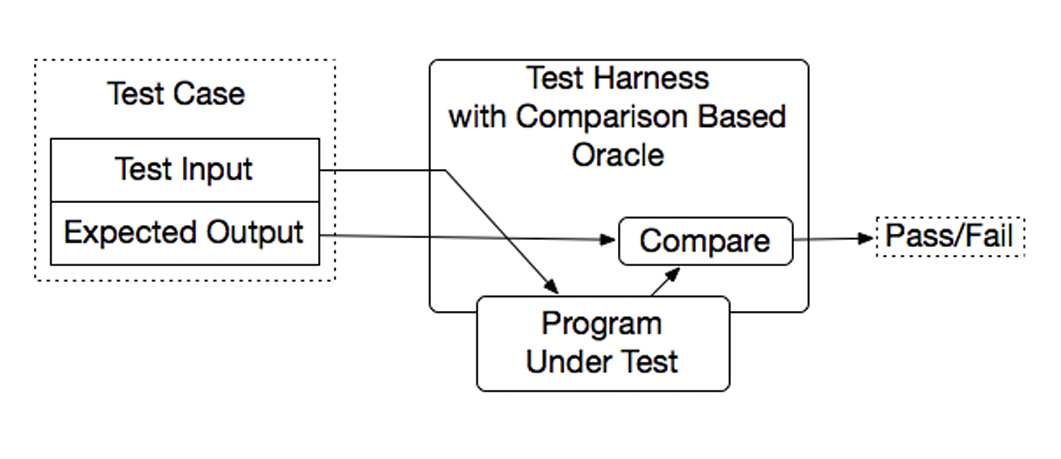 Test Case
Test Input
Expected Output
Test Harness
with Comparison Based
Oracle
Compare
Pass/Fail
Program
Under Test